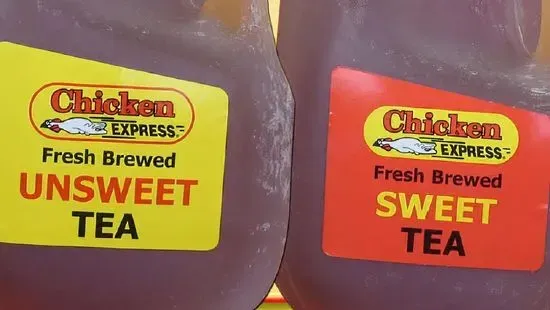 Chicken
EXPRESS
Fresh Brewed
UNSWEET
TEA
Chicken
EXPRESS
Fresh Brewed
SWEET
TEA